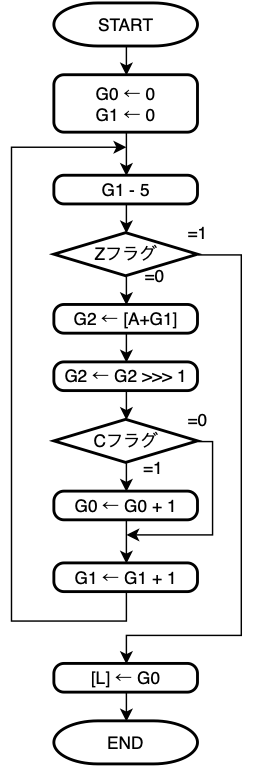 START
G0 ← 0
G1 ← 0
G1 - 5
=1
Zフラグ
=0
G2 ← [A+G1]
G2 ← G2 >>> 1
=0
Cフラグ
=1
G0 ← G0 + 1
G1 ← G1 + 1
[L] ← G0
END